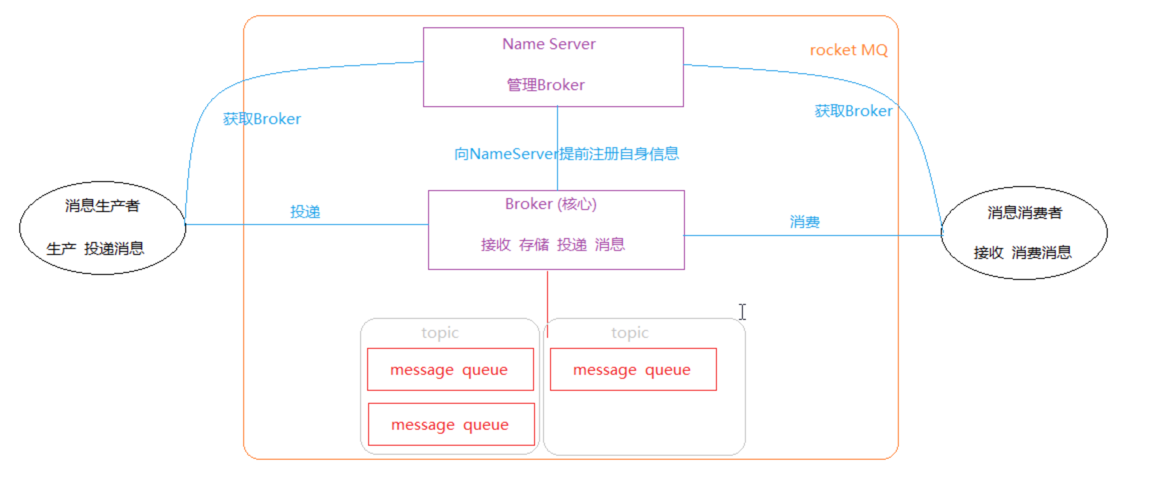 Name Server
管理Broker
rocket MQ
获取Broker
获取Broker
向NameServer提前注册自身信息
消息生产者
生产 投递消息
投递
Broker (核心)
接收 存储 投递 消息
消费
消息消费者
接收 消费消息
topic
topic
message queue
message queue
message queue